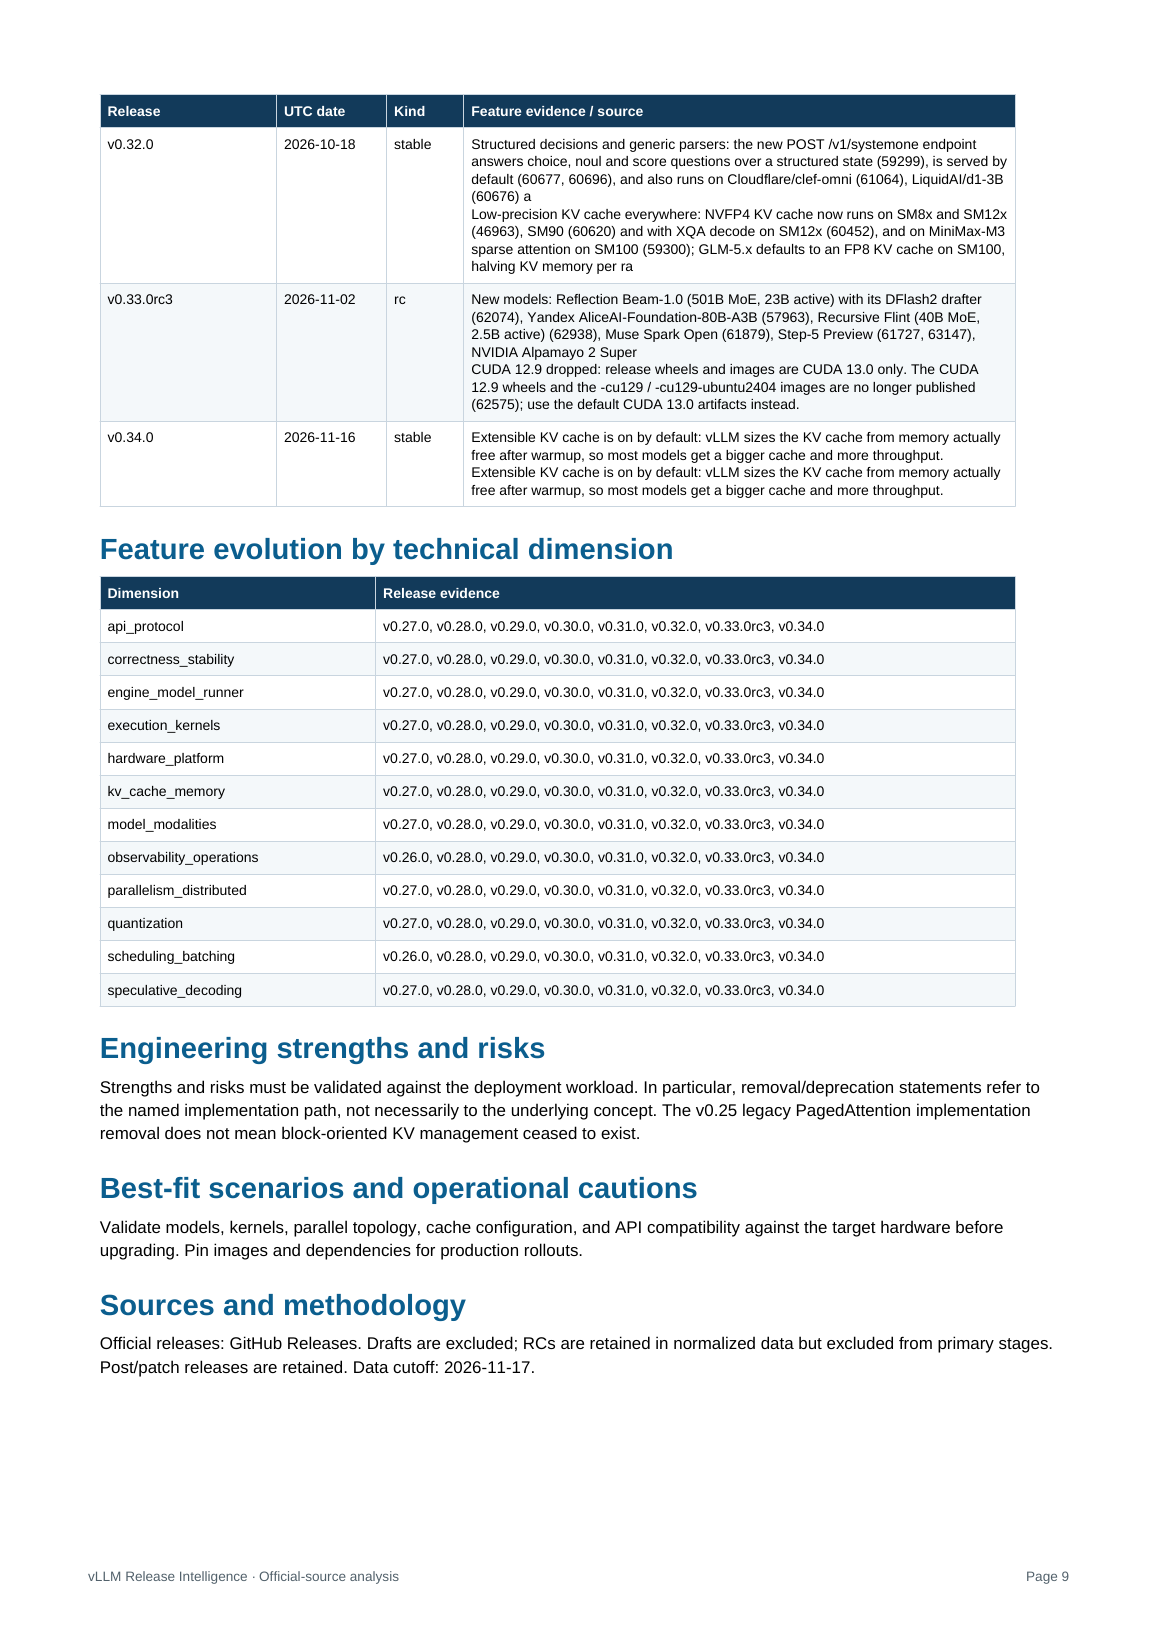 Release UTC date Kind Feature evidence / source
v0.32.0 2026-10-18 stable Structured decisions and generic parsers: the new POST /v1/systemone endpoint
answers choice, noul and score questions over a structured state (59299), is served by
default (60677, 60696), and also runs on Cloudflare/clef-omni (61064), LiquidAI/d1-3B
(60676) a
Low-precision KV cache everywhere: NVFP4 KV cache now runs on SM8x and SM12x
(46963), SM90 (60620) and with XQA decode on SM12x (60452), and on MiniMax-M3
sparse attention on SM100 (59300); GLM-5.x defaults to an FP8 KV cache on SM100,
halving KV memory per ra
v0.33.0rc3 2026-11-02 rc New models: Reflection Beam-1.0 (501B MoE, 23B active) with its DFlash2 drafter
(62074), Yandex AliceAI-Foundation-80B-A3B (57963), Recursive Flint (40B MoE,
2.5B active) (62938), Muse Spark Open (61879), Step-5 Preview (61727, 63147),
NVIDIA Alpamayo 2 Super
CUDA 12.9 dropped: release wheels and images are CUDA 13.0 only. The CUDA
12.9 wheels and the -cu129 / -cu129-ubuntu2404 images are no longer published
(62575); use the default CUDA 13.0 artifacts instead.
v0.34.0 2026-11-16 stable Extensible KV cache is on by default: vLLM sizes the KV cache from memory actually
free after warmup, so most models get a bigger cache and more throughput.
Extensible KV cache is on by default: vLLM sizes the KV cache from memory actually
free after warmup, so most models get a bigger cache and more throughput.
Feature evolution by technical dimension
Dimension Release evidence
api_protocol v0.27.0, v0.28.0, v0.29.0, v0.30.0, v0.31.0, v0.32.0, v0.33.0rc3, v0.34.0
correctness_stability v0.27.0, v0.28.0, v0.29.0, v0.30.0, v0.31.0, v0.32.0, v0.33.0rc3, v0.34.0
engine_model_runner v0.27.0, v0.28.0, v0.29.0, v0.30.0, v0.31.0, v0.32.0, v0.33.0rc3, v0.34.0
execution_kernels v0.27.0, v0.28.0, v0.29.0, v0.30.0, v0.31.0, v0.32.0, v0.33.0rc3, v0.34.0
hardware_platform v0.27.0, v0.28.0, v0.29.0, v0.30.0, v0.31.0, v0.32.0, v0.33.0rc3, v0.34.0
kv_cache_memory v0.27.0, v0.28.0, v0.29.0, v0.30.0, v0.31.0, v0.32.0, v0.33.0rc3, v0.34.0
model_modalities v0.27.0, v0.28.0, v0.29.0, v0.30.0, v0.31.0, v0.32.0, v0.33.0rc3, v0.34.0
observability_operations v0.26.0, v0.28.0, v0.29.0, v0.30.0, v0.31.0, v0.32.0, v0.33.0rc3, v0.34.0
parallelism_distributed v0.27.0, v0.28.0, v0.29.0, v0.30.0, v0.31.0, v0.32.0, v0.33.0rc3, v0.34.0
quantization v0.27.0, v0.28.0, v0.29.0, v0.30.0, v0.31.0, v0.32.0, v0.33.0rc3, v0.34.0
scheduling_batching v0.26.0, v0.28.0, v0.29.0, v0.30.0, v0.31.0, v0.32.0, v0.33.0rc3, v0.34.0
speculative_decoding v0.27.0, v0.28.0, v0.29.0, v0.30.0, v0.31.0, v0.32.0, v0.33.0rc3, v0.34.0
Engineering strengths and risks
Strengths and risks must be validated against the deployment workload. In particular, removal/deprecation statements refer to
the named implementation path, not necessarily to the underlying concept. The v0.25 legacy PagedAttention implementation
removal does not mean block-oriented KV management ceased to exist.
Best-fit scenarios and operational cautions
Validate models, kernels, parallel topology, cache configuration, and API compatibility against the target hardware before
upgrading. Pin images and dependencies for production rollouts.
Sources and methodology
Official releases: GitHub Releases. Drafts are excluded; RCs are retained in normalized data but excluded from primary stages.
Post/patch releases are retained. Data cutoff: 2026-11-17.
vLLM Release Intelligence · Official-source analysis Page 9